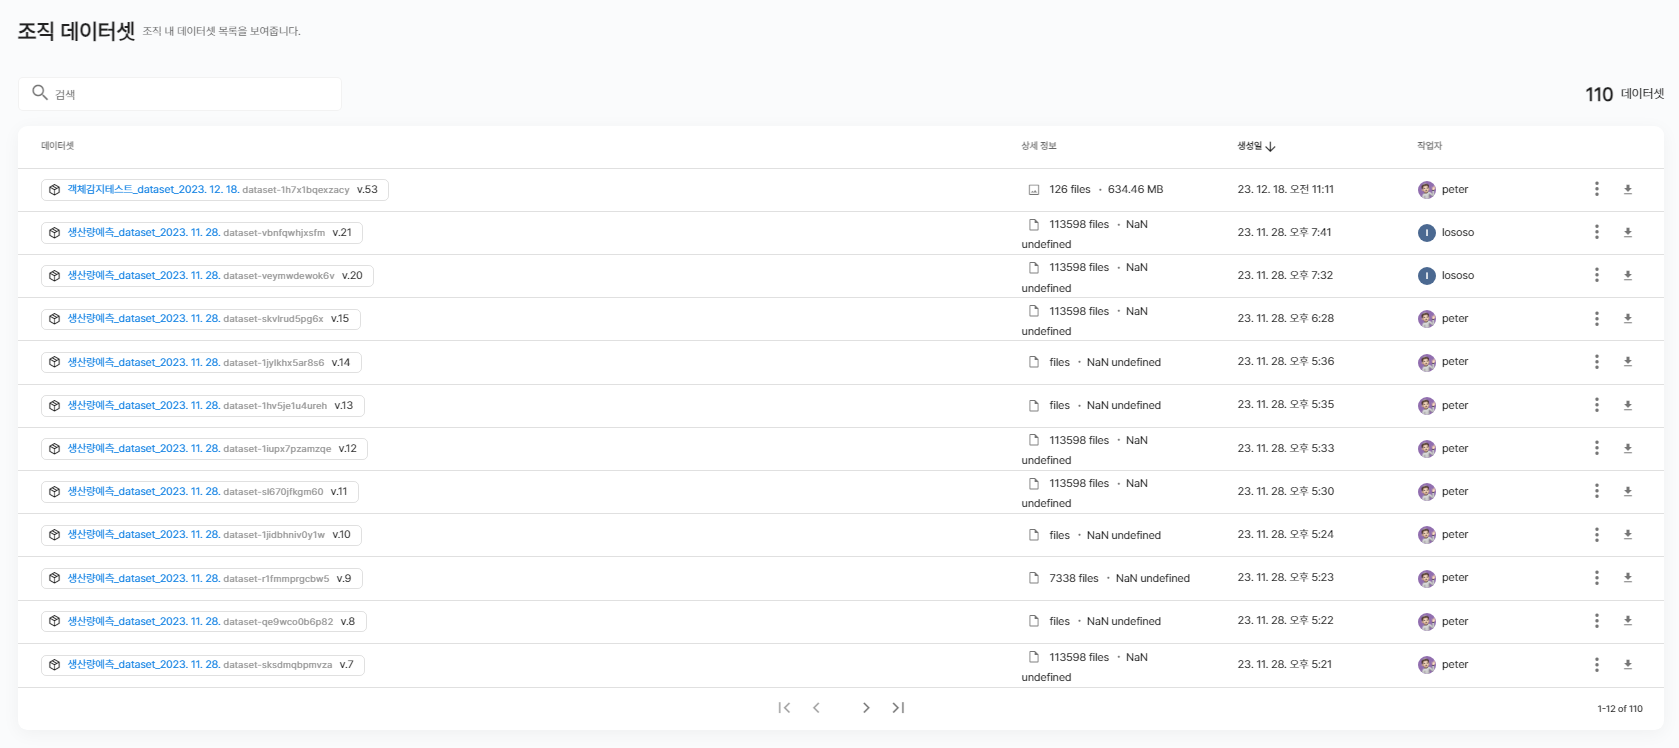 조직 데이터셋 조직 내 데이터셋 목록을 보여줍니다.
검색
110 데이터셋
데이터셋 상세 정보 생성일 작업자
객체감지테스트_dataset_2023. 12. 18. dataset-1h7x1bqexzacy v.53 126 files · 634.46 MB 23. 12. 18. 오전 11:11 peter
생산량예측_dataset_2023. 11. 28. dataset-vbnfqwhjxsfm v.21 113598 files · NaN undefined 23. 11. 28. 오후 7:41 I lososo
생산량예측_dataset_2023. 11. 28. dataset-veymwdewok6v v.20 113598 files · NaN undefined 23. 11. 28. 오후 7:32 I lososo
생산량예측_dataset_2023. 11. 28. dataset-skvlrud5pg6x v.15 113598 files · NaN undefined 23. 11. 28. 오후 6:28 peter
생산량예측_dataset_2023. 11. 28. dataset-1jylkhx5ar8s6 v.14 files · NaN undefined 23. 11. 28. 오후 5:36 peter
생산량예측_dataset_2023. 11. 28. dataset-1hv5je1u4ureh v.13 files · NaN undefined 23. 11. 28. 오후 5:35 peter
생산량예측_dataset_2023. 11. 28. dataset-1iupx7pzamzqe v.12 113598 files · NaN undefined 23. 11. 28. 오후 5:33 peter
생산량예측_dataset_2023. 11. 28. dataset-sl670jfkgm60 v.11 113598 files · NaN undefined 23. 11. 28. 오후 5:30 peter
생산량예측_dataset_2023. 11. 28. dataset-1jidbhniv0y1w v.10 files · NaN undefined 23. 11. 28. 오후 5:24 peter
생산량예측_dataset_2023. 11. 28. dataset-r1fmmprgcbw5 v.9 7338 files · NaN undefined 23. 11. 28. 오후 5:23 peter
생산량예측_dataset_2023. 11. 28. dataset-qe9wco0b6p82 v.8 files · NaN undefined 23. 11. 28. 오후 5:22 peter
생산량예측_dataset_2023. 11. 28. dataset-sksdmqbpmvza v.7 113598 files · NaN undefined 23. 11. 28. 오후 5:21 peter
1-12 of 110